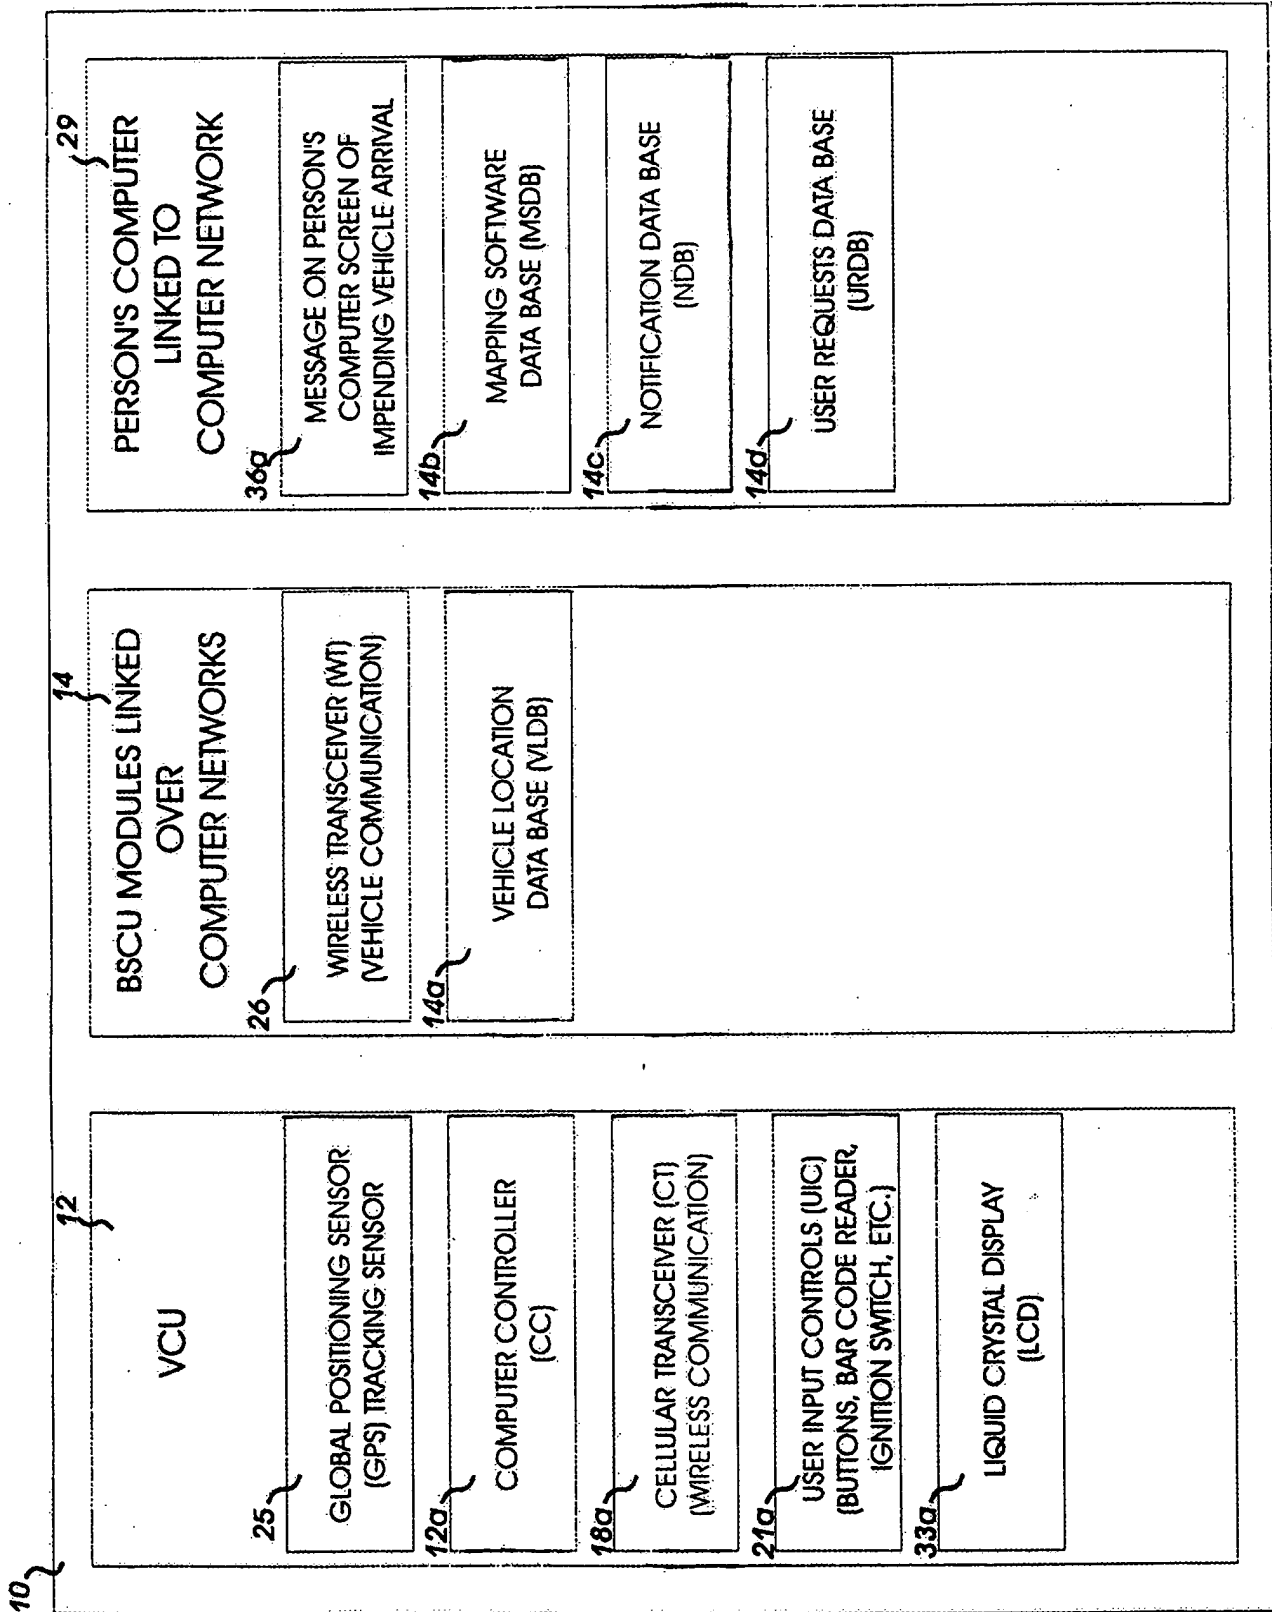 10
12
VCU
25
GLOBAL POSITIONING SENSOR
(GPS) TRACKING SENSOR
12a
COMPUTER CONTROLLER
(CC)
18a
CELLULAR TRANSCEIVER (CT)
(WIRELESS COMMUNICATION)
21a
USER INPUT CONTROLS (UIC)
(BUTTONS, BAR CODE READER,
IGNITION SWITCH, ETC.)
33a
LIQUID CRYSTAL DISPLAY
(LCD)
14
BSCU MODULES LINKED
OVER
COMPUTER NETWORKS
26
WIRELESS TRANSCEIVER (WT)
(VEHICLE COMMUNICATION)
14a
VEHICLE LOCATION
DATA BASE (VLDB)
29
PERSON'S COMPUTER
LINKED TO
COMPUTER NETWORK
36a
MESSAGE ON PERSON'S
COMPUTER SCREEN OF
IMPENDING VEHICLE ARRIVAL
14b
MAPPING SOFTWARE
DATA BASE (MSDB)
14c
NOTIFICATION DATA BASE
(NDB)
14d
USER REQUESTS DATA BASE
(URDB)